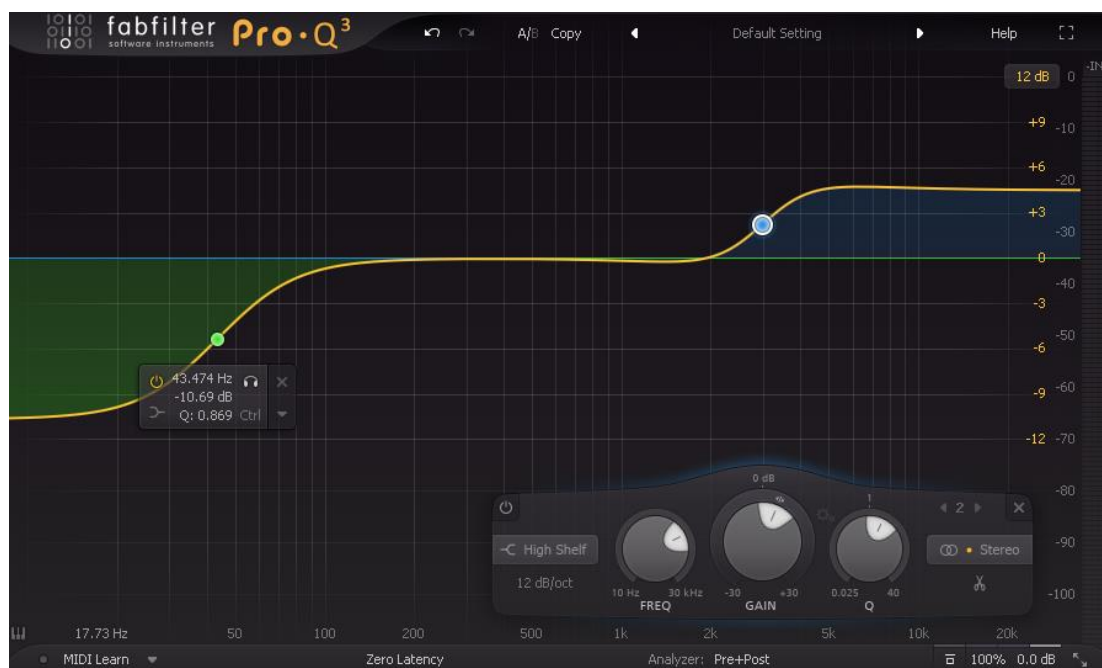 fabfilter Pro·Q³
software instruments
A/B Copy Default Setting Help
12 dB 0
-INF
+9 -10
+6 -20
+3 -30
0 -40
-3 -50
-6 -60
-9 -70
-12 -80
-90
-100
43.474 Hz
-10.69 dB
Q: 0.869 Ctrl
0 dB
1
2
High Shelf
12 dB/oct
Stereo
10 Hz 30 kHz
FREQ
-30 +30
GAIN
0.025 40
Q
17.73 Hz 50 100 200 500 1k 2k 5k 10k 20k
MIDI Learn Zero Latency Analyzer: Pre+Post 100% 0.0 dB